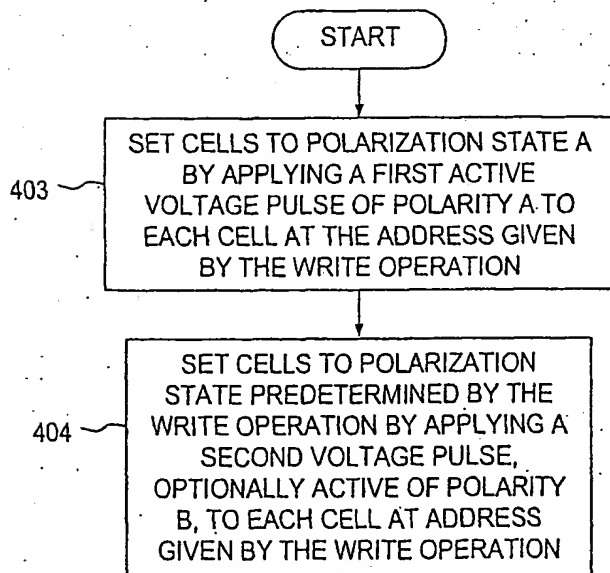 START
403
SET CELLS TO POLARIZATION STATE A
BY APPLYING A FIRST ACTIVE
VOLTAGE PULSE OF POLARITY A TO
EACH CELL AT THE ADDRESS GIVEN
BY THE WRITE OPERATION
404
SET CELLS TO POLARIZATION
STATE PREDETERMINED BY THE
WRITE OPERATION BY APPLYING A
SECOND VOLTAGE PULSE,
OPTIONALLY ACTIVE OF POLARITY
B, TO EACH CELL AT ADDRESS
GIVEN BY THE WRITE OPERATION